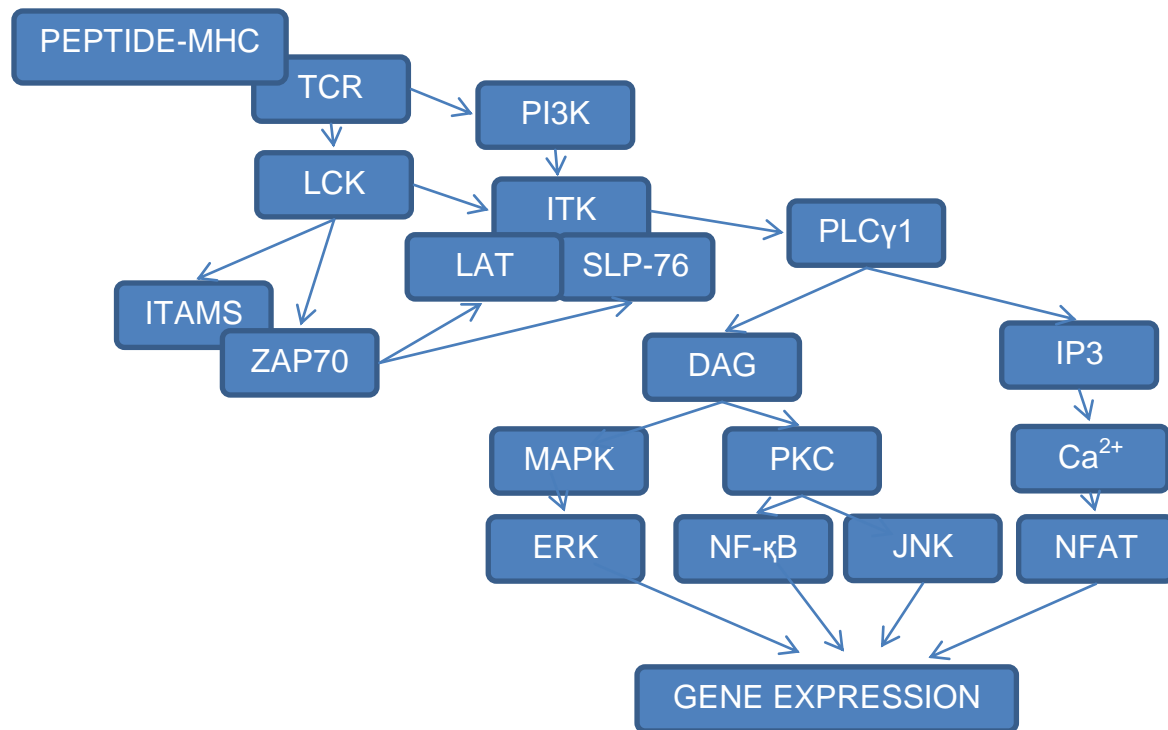 PEPTIDE-MHC
TCR
PI3K
LCK
ITK
PLCγ1
LAT
SLP-76
ITAMS
ZAP70
DAG
IP3
MAPK
PKC
Ca²⁺
ERK
NF-κB
JNK
NFAT
GENE EXPRESSION